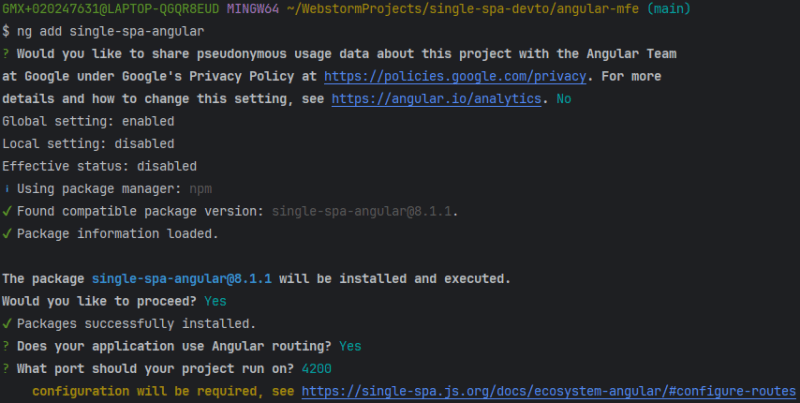 GMX+020247631@LAPTOP-QGQR8EUD MINGW64 ~/WebstormProjects/single-spa-devto/angular-mfe (main)
$ ng add single-spa-angular
? Would you like to share pseudonymous usage data about this project with the Angular Team
at Google under Google's Privacy Policy at https://policies.google.com/privacy. For more
details and how to change this setting, see https://angular.io/analytics. No
Global setting: enabled
Local setting: disabled
Effective status: disabled
ℹ Using package manager: npm
✔ Found compatible package version: single-spa-angular@8.1.1.
✔ Package information loaded.
The package single-spa-angular@8.1.1 will be installed and executed.
Would you like to proceed? Yes
✔ Packages successfully installed.
? Does your application use Angular routing? Yes
? What port should your project run on? 4200
configuration will be required, see https://single-spa.js.org/docs/ecosystem-angular/#configure-routes